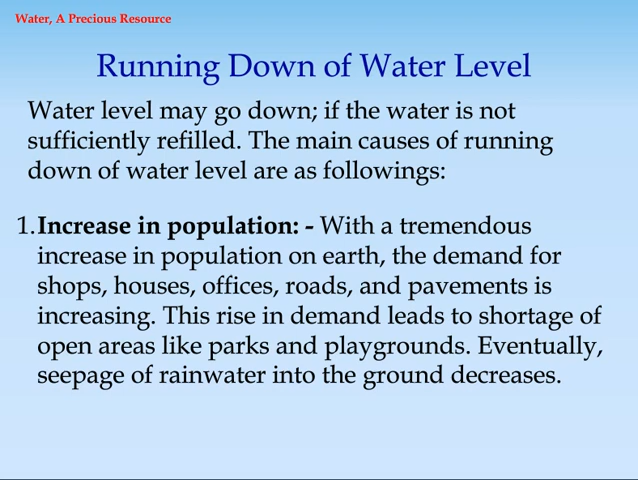 Water, A Precious Resource
Running Down of Water Level
Water level may go down; if the water is not
sufficiently refilled. The main causes of running
down of water level are as followings:
1.Increase in population: - With a tremendous
increase in population on earth, the demand for
shops, houses, offices, roads, and pavements is
increasing. This rise in demand leads to shortage of
open areas like parks and playgrounds. Eventually,
seepage of rainwater into the ground decreases.